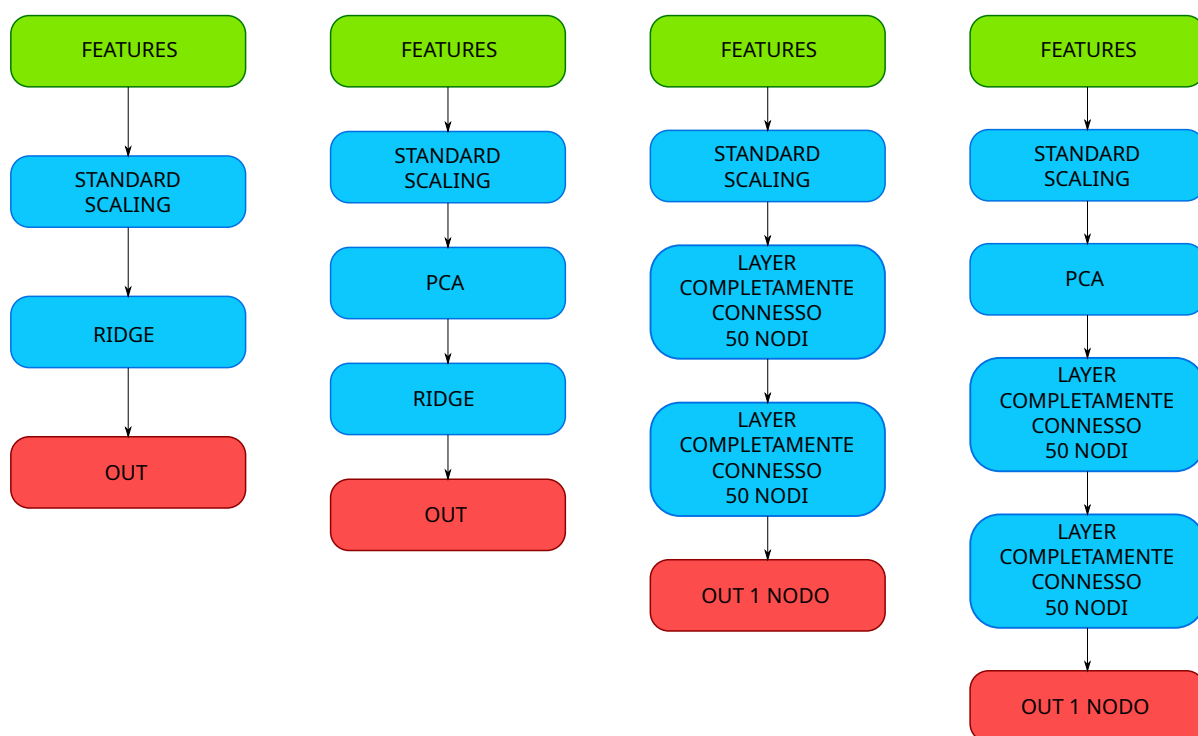 FEATURES
STANDARD
SCALING
RIDGE
OUT
FEATURES
STANDARD
SCALING
PCA
RIDGE
OUT
FEATURES
STANDARD
SCALING
LAYER
COMPLETAMENTE
CONNESSO
50 NODI
LAYER
COMPLETAMENTE
CONNESSO
50 NODI
OUT 1 NODO
FEATURES
STANDARD
SCALING
PCA
LAYER
COMPLETAMENTE
CONNESSO
50 NODI
LAYER
COMPLETAMENTE
CONNESSO
50 NODI
OUT 1 NODO